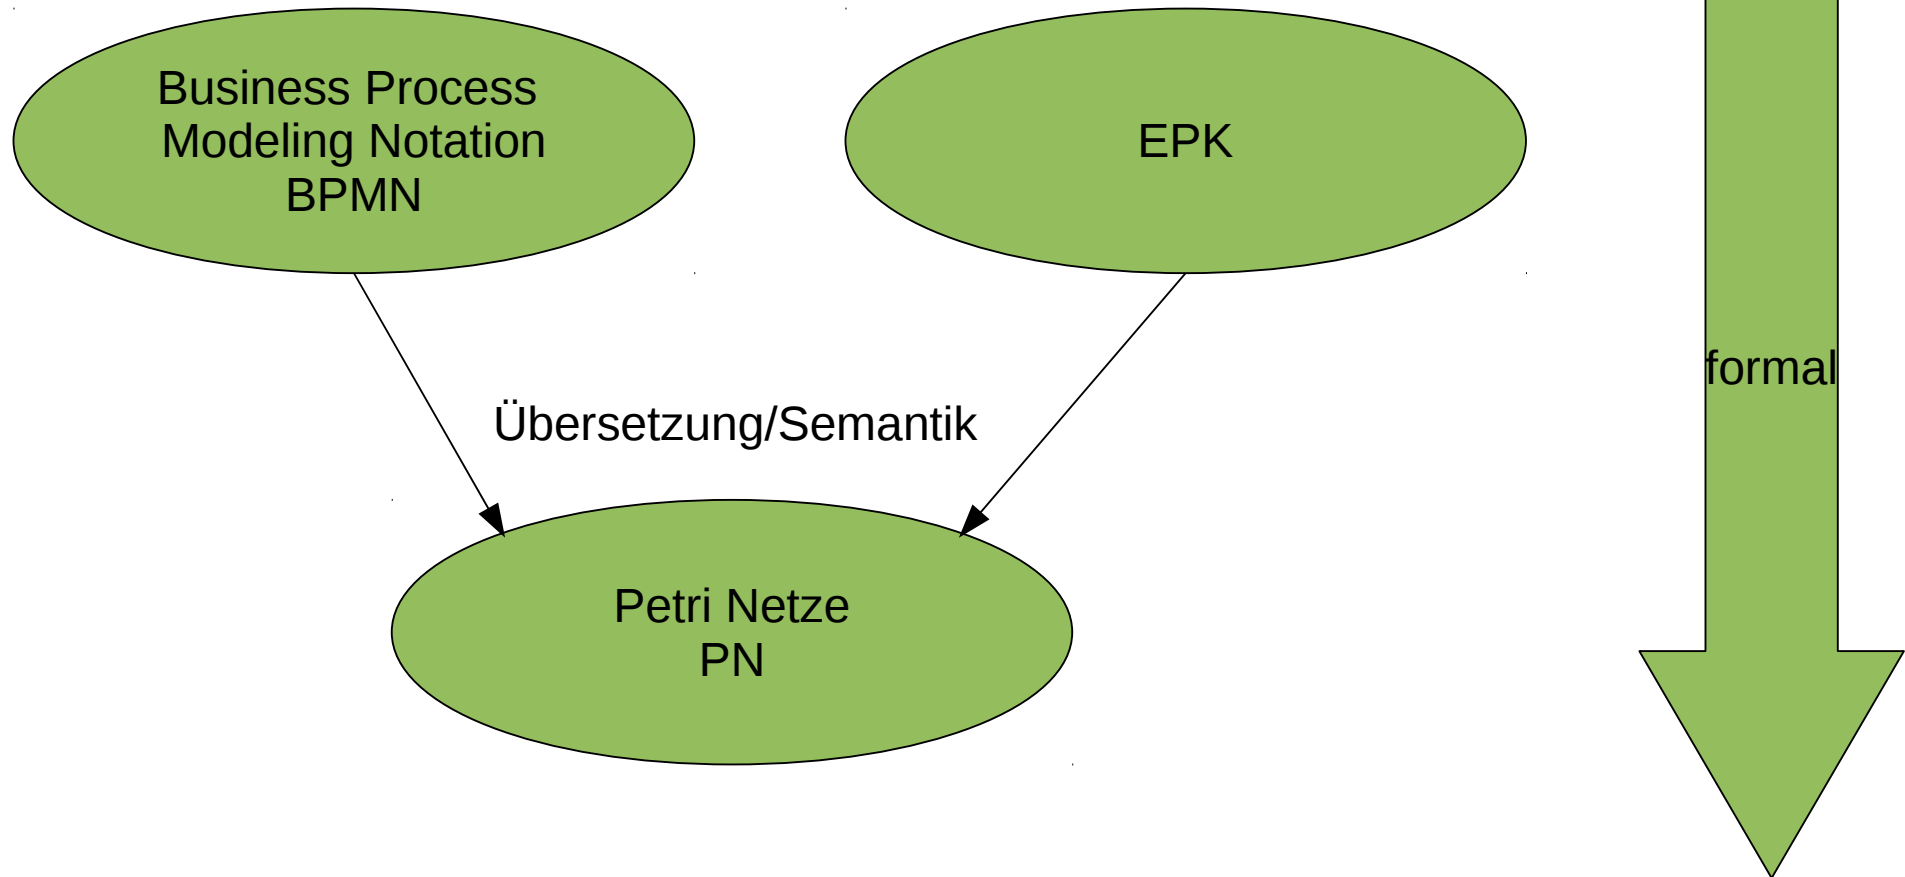 Business Process
Modeling Notation
BPMN
EPK
formal
Übersetzung/Semantik
Petri Netze
PN